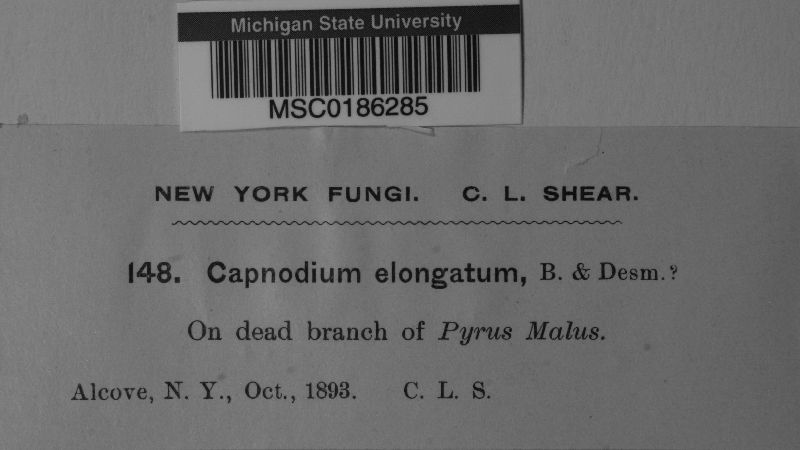 Michigan State University
MSC0186285
NEW YORK FUNGI. C. L. SHEAR.
148. Capnodium elongatum, B. & Desm.?
On dead branch of Pyrus Malus.
Alcove, N. Y., Oct., 1893. C. L. S.